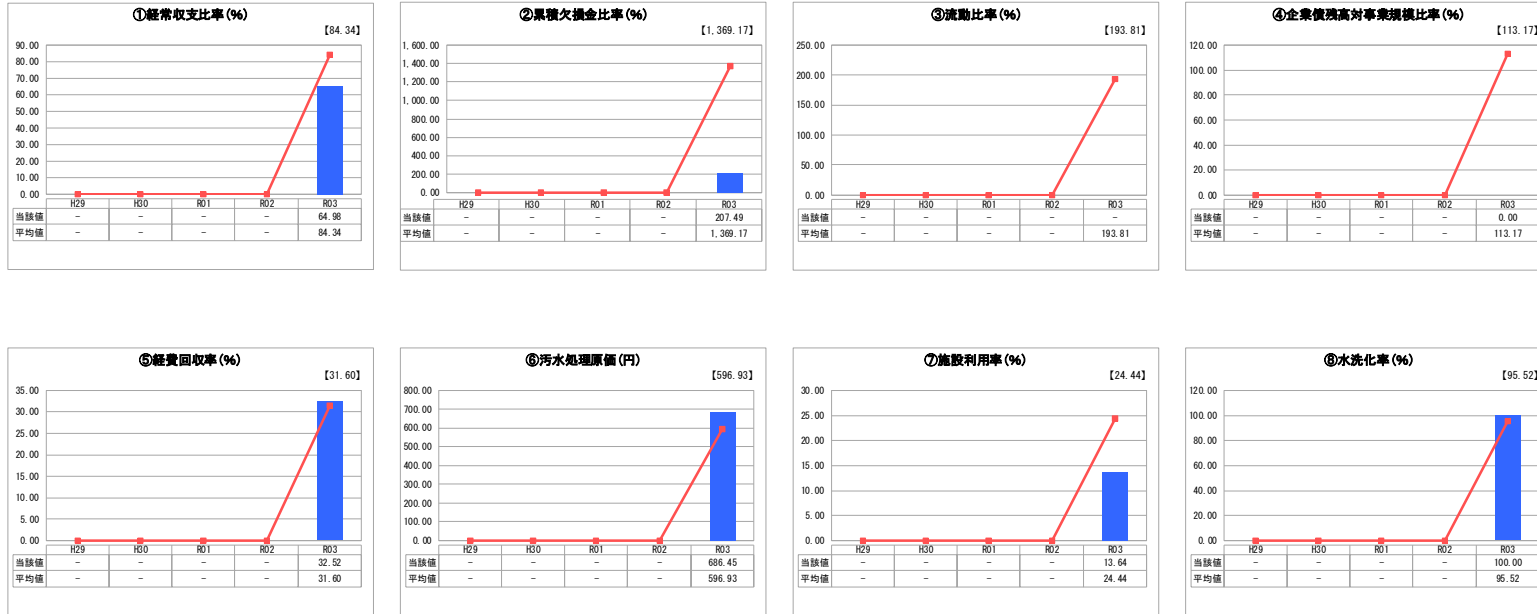 ①経常収支比率(%)
【84.34】
90.00
80.00
70.00
60.00
50.00
40.00
30.00
20.00
10.00
0.00
H29 H30 R01 R02 R03
当該値 － － － － 64.98
平均値 － － － － 84.34
②累積欠損金比率(%)
【1,369.17】
1,600.00
1,400.00
1,200.00
1,000.00
800.00
600.00
400.00
200.00
0.00
H29 H30 R01 R02 R03
当該値 － － － － 207.49
平均値 － － － － 1,369.17
③流動比率(%)
【193.81】
250.00
200.00
150.00
100.00
50.00
0.00
H29 H30 R01 R02 R03
当該値 － － － － －
平均値 － － － － 193.81
④企業債残高対事業規模比率(%)
【113.17】
120.00
100.00
80.00
60.00
40.00
20.00
0.00
H29 H30 R01 R02 R03
当該値 － － － － 0.00
平均値 － － － － 113.17
⑤経費回収率(%)
【31.60】
35.00
30.00
25.00
20.00
15.00
10.00
5.00
0.00
H29 H30 R01 R02 R03
当該値 － － － － 32.52
平均値 － － － － 31.60
⑥汚水処理原価(円)
【596.93】
800.00
700.00
600.00
500.00
400.00
300.00
200.00
100.00
0.00
H29 H30 R01 R02 R03
当該値 － － － － 686.45
平均値 － － － － 596.93
⑦施設利用率(%)
【24.44】
30.00
25.00
20.00
15.00
10.00
5.00
0.00
H29 H30 R01 R02 R03
当該値 － － － － 13.64
平均値 － － － － 24.44
⑧水洗化率(%)
【95.52】
120.00
100.00
80.00
60.00
40.00
20.00
0.00
H29 H30 R01 R02 R03
当該値 － － － － 100.00
平均値 － － － － 95.52